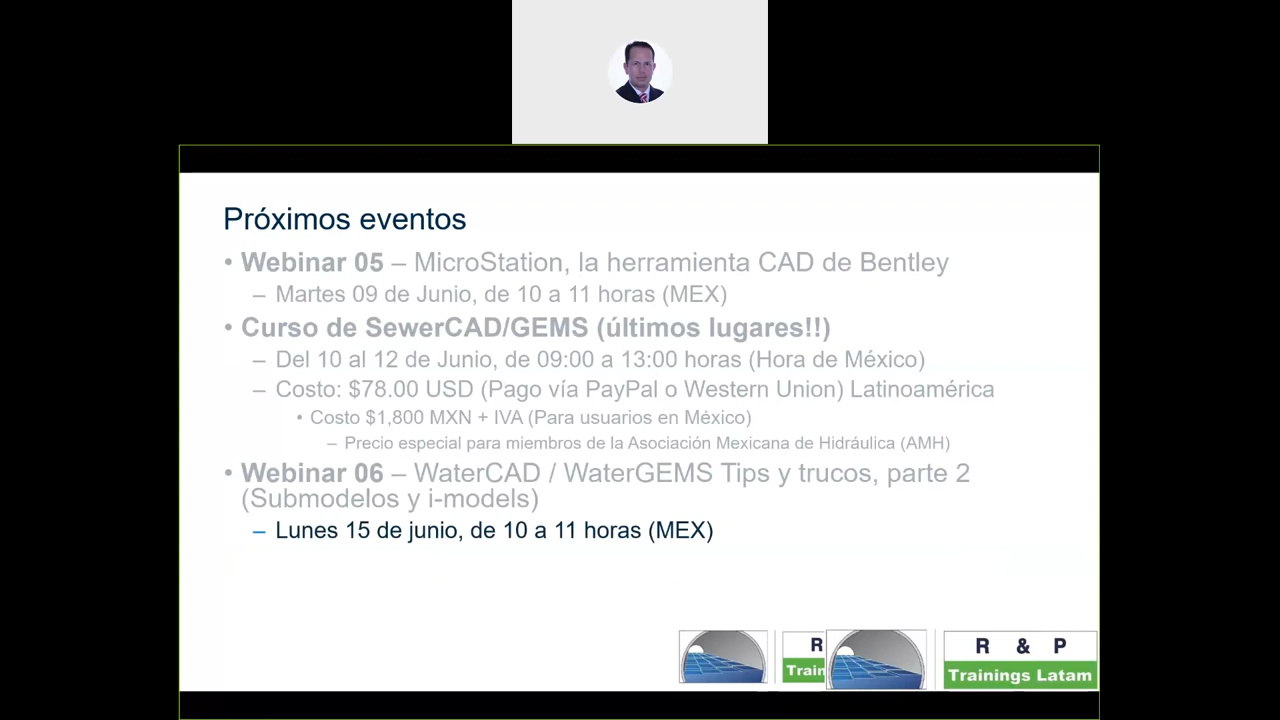 Próximos eventos
• Webinar 05 – MicroStation, la herramienta CAD de Bentley
– Martes 09 de Junio, de 10 a 11 horas (MEX)
• Curso de SewerCAD/GEMS (últimos lugares!!)
– Del 10 al 12 de Junio, de 09:00 a 13:00 horas (Hora de México)
– Costo: $78.00 USD (Pago vía PayPal o Western Union) Latinoamérica
• Costo $1,800 MXN + IVA (Para usuarios en México)
– Precio especial para miembros de la Asociación Mexicana de Hidráulica (AMH)
• Webinar 06 – WaterCAD / WaterGEMS Tips y trucos, parte 2
(Submodelos y i-models)
– Lunes 15 de junio, de 10 a 11 horas (MEX)
R
Train
R & P
Trainings Latam